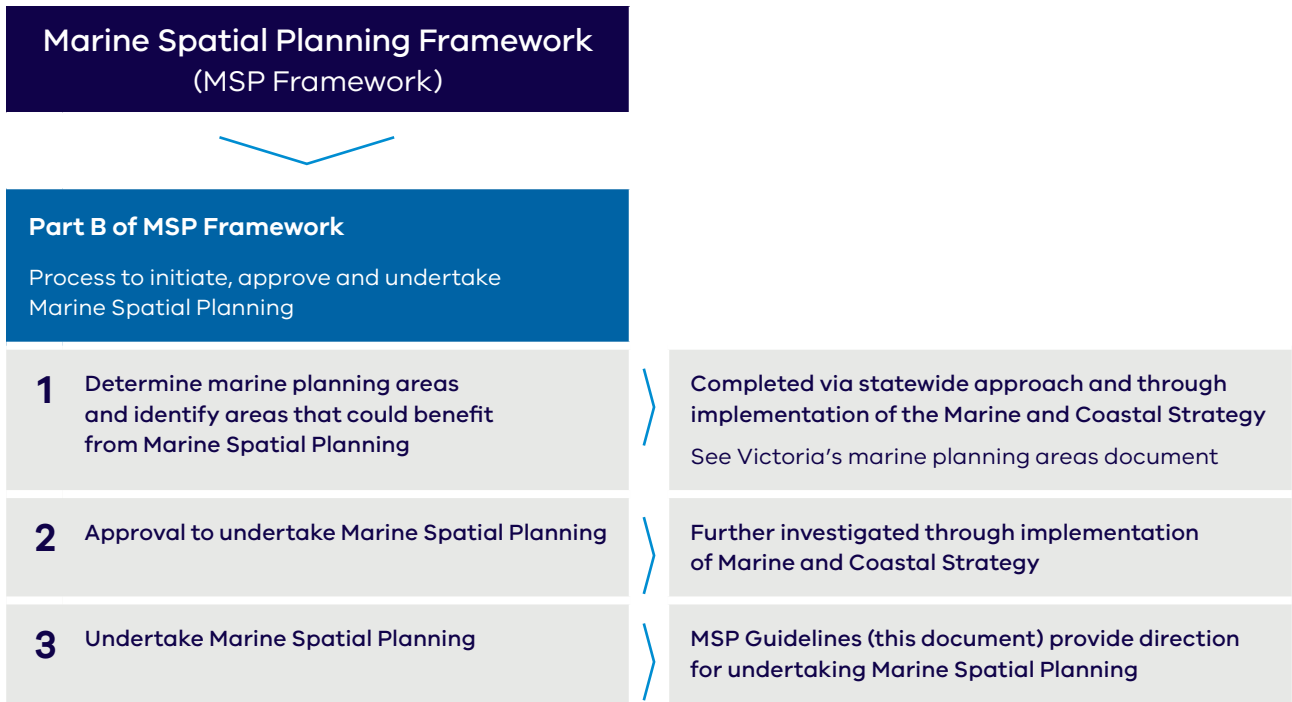 Marine Spatial Planning Framework
(MSP Framework)
Part B of MSP Framework
Process to initiate, approve and undertake
Marine Spatial Planning
1
Determine marine planning areas
and identify areas that could benefit
from Marine Spatial Planning
Completed via statewide approach and through
implementation of the Marine and Coastal Strategy
See Victoria's marine planning areas document
2
Approval to undertake Marine Spatial Planning
Further investigated through implementation
of Marine and Coastal Strategy
3
Undertake Marine Spatial Planning
MSP Guidelines (this document) provide direction
for undertaking Marine Spatial Planning